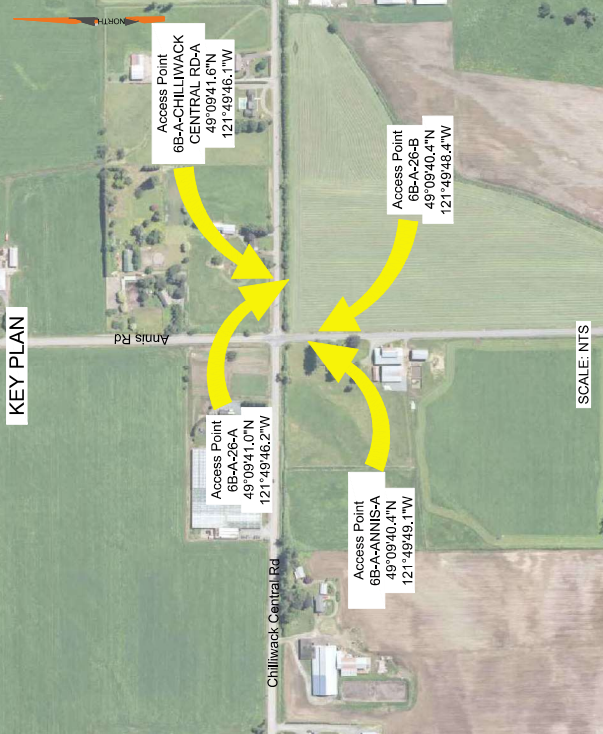 KEY PLAN
NORTH
Access Point
6B-A-CHILLIWACK
CENTRAL RD-A
49°09'41.6"N
121°49'46.1"W
Access Point
6B-A-26-B
49°09'40.4"N
121°49'48.4"W
Annis Rd
Access Point
6B-A-26-A
49°09'41.0"N
121°49'46.2"W
Access Point
6B-A-ANNIS-A
49°09'40.4"N
121°49'49.1"W
Chilliwack Central Rd
SCALE: NTS